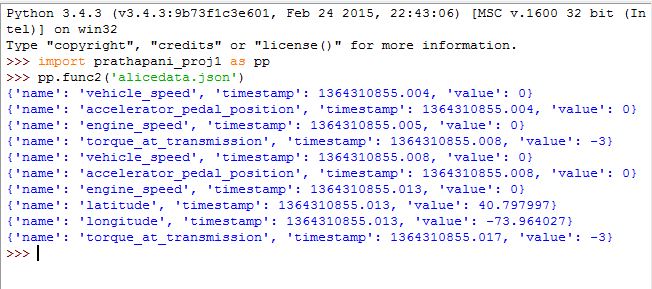 Python 3.4.3 (v3.4.3:9b73f1c3e601, Feb 24 2015, 22:43:06) [MSC v.1600 32 bit (In
tel)] on win32
Type "copyright", "credits" or "license()" for more information.
>>> import prathapani_proj1 as pp
>>> pp.func2('alicedata.json')
{'name': 'vehicle_speed', 'timestamp': 1364310855.004, 'value': 0}
{'name': 'accelerator_pedal_position', 'timestamp': 1364310855.004, 'value': 0}
{'name': 'engine_speed', 'timestamp': 1364310855.005, 'value': 0}
{'name': 'torque_at_transmission', 'timestamp': 1364310855.008, 'value': -3}
{'name': 'vehicle_speed', 'timestamp': 1364310855.008, 'value': 0}
{'name': 'accelerator_pedal_position', 'timestamp': 1364310855.008, 'value': 0}
{'name': 'engine_speed', 'timestamp': 1364310855.013, 'value': 0}
{'name': 'latitude', 'timestamp': 1364310855.013, 'value': 40.797997}
{'name': 'longitude', 'timestamp': 1364310855.013, 'value': -73.964027}
{'name': 'torque_at_transmission', 'timestamp': 1364310855.017, 'value': -3}
>>>